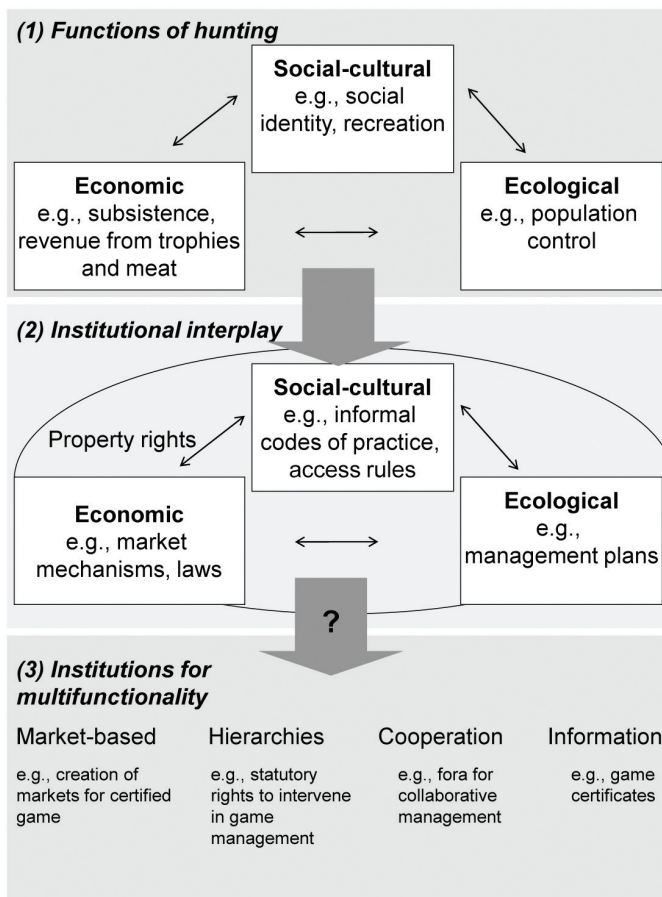 (1) Functions of hunting
Social-cultural
e.g., social
identity, recreation
Economic
e.g., subsistence,
revenue from trophies
and meat
Ecological
e.g., population
control
(2) Institutional interplay
Social-cultural
e.g., informal
codes of practice,
access rules
Property rights
Economic
e.g., market
mechanisms, laws
Ecological
e.g.,
management plans
?
(3) Institutions for
multifunctionality
Market-based
e.g., creation of
markets for certified
game
Hierarchies
e.g., statutory
rights to intervene
in game
management
Cooperation
e.g., fora for
collaborative
management
Information
e.g., game
certificates